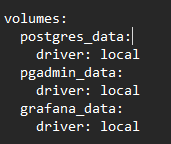 volumes:
  postgres_data:
    driver: local
  pgadmin_data:
    driver: local
  grafana_data:
    driver: local